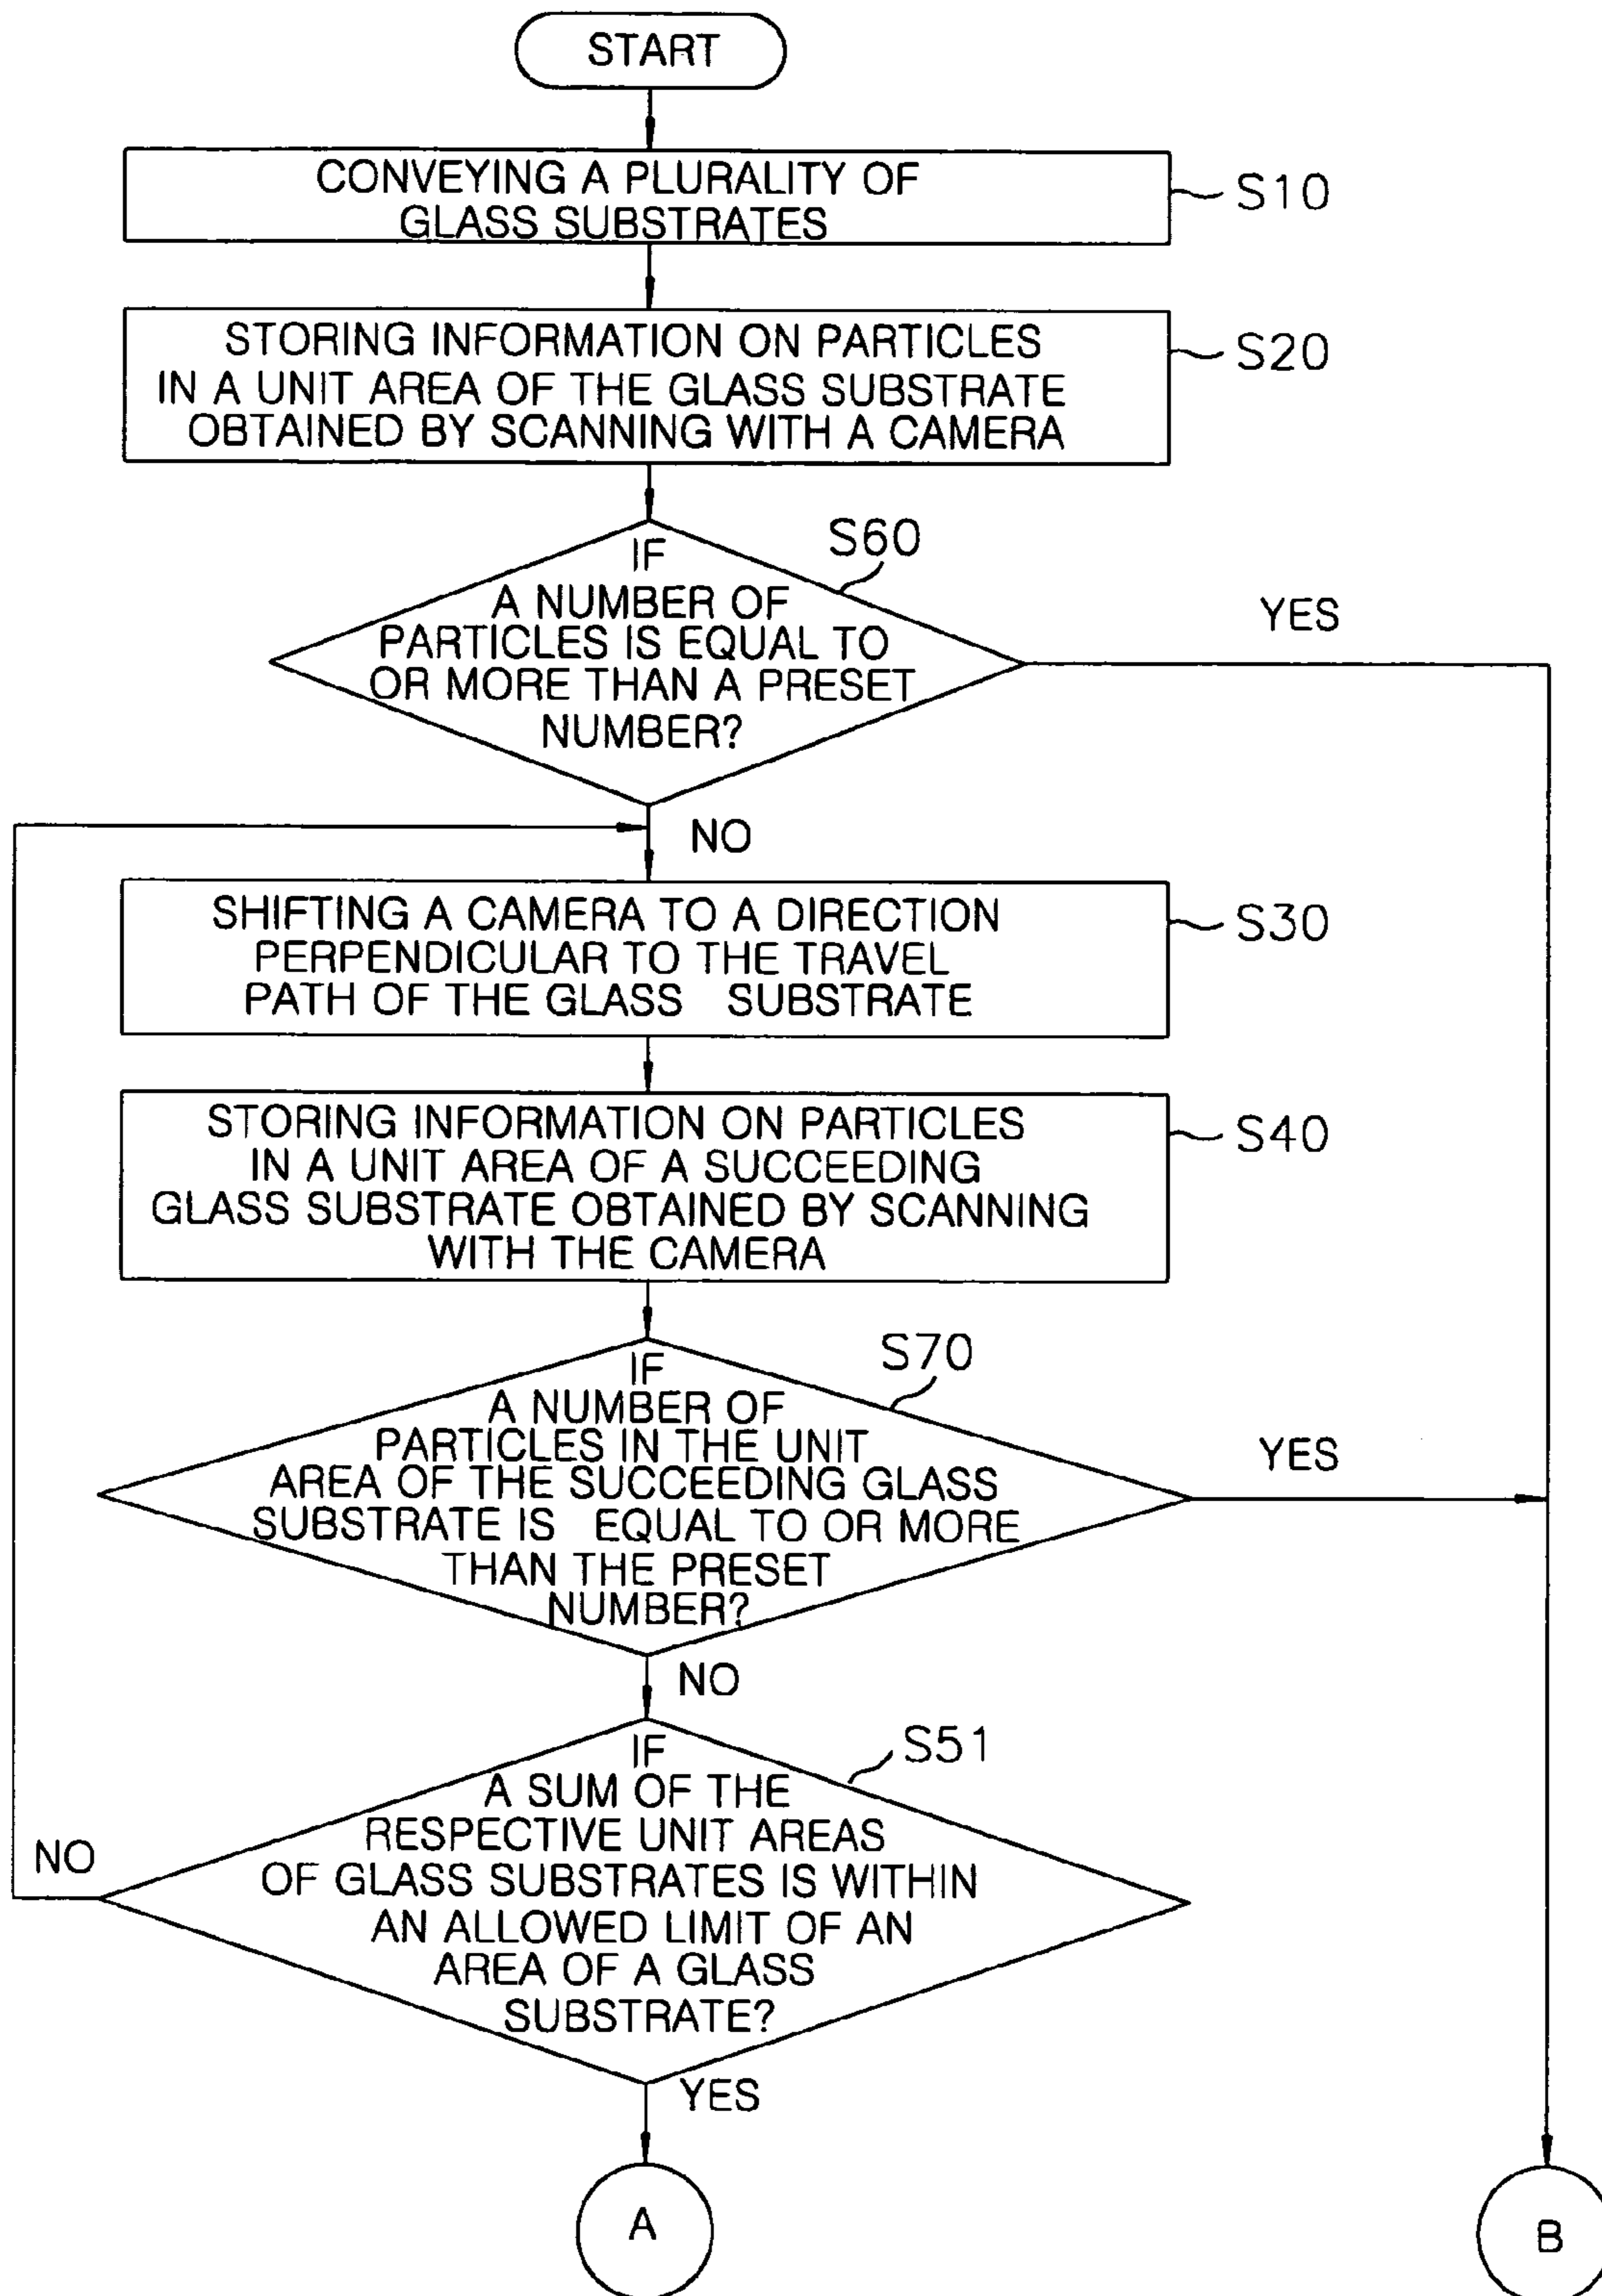 START
CONVEYING A PLURALITY OF
GLASS SUBSTRATES
S10
STORING INFORMATION ON PARTICLES
IN A UNIT AREA OF THE GLASS SUBSTRATE
OBTAINED BY SCANNING WITH A CAMERA
S20
S60
IF
A NUMBER OF
PARTICLES IS EQUAL TO
OR MORE THAN A PRESET
NUMBER?
YES
NO
SHIFTING A CAMERA TO A DIRECTION
PERPENDICULAR TO THE TRAVEL
PATH OF THE GLASS SUBSTRATE
S30
STORING INFORMATION ON PARTICLES
IN A UNIT AREA OF A SUCCEEDING
GLASS SUBSTRATE OBTAINED BY SCANNING
WITH THE CAMERA
S40
S70
IF
A NUMBER OF
PARTICLES IN THE UNIT
AREA OF THE SUCCEEDING GLASS
SUBSTRATE IS EQUAL TO OR MORE
THAN THE PRESET
NUMBER?
YES
NO
S51
IF
A SUM OF THE
RESPECTIVE UNIT AREAS
OF GLASS SUBSTRATES IS WITHIN
AN ALLOWED LIMIT OF AN
AREA OF A GLASS
SUBSTRATE?
NO
YES
A
B